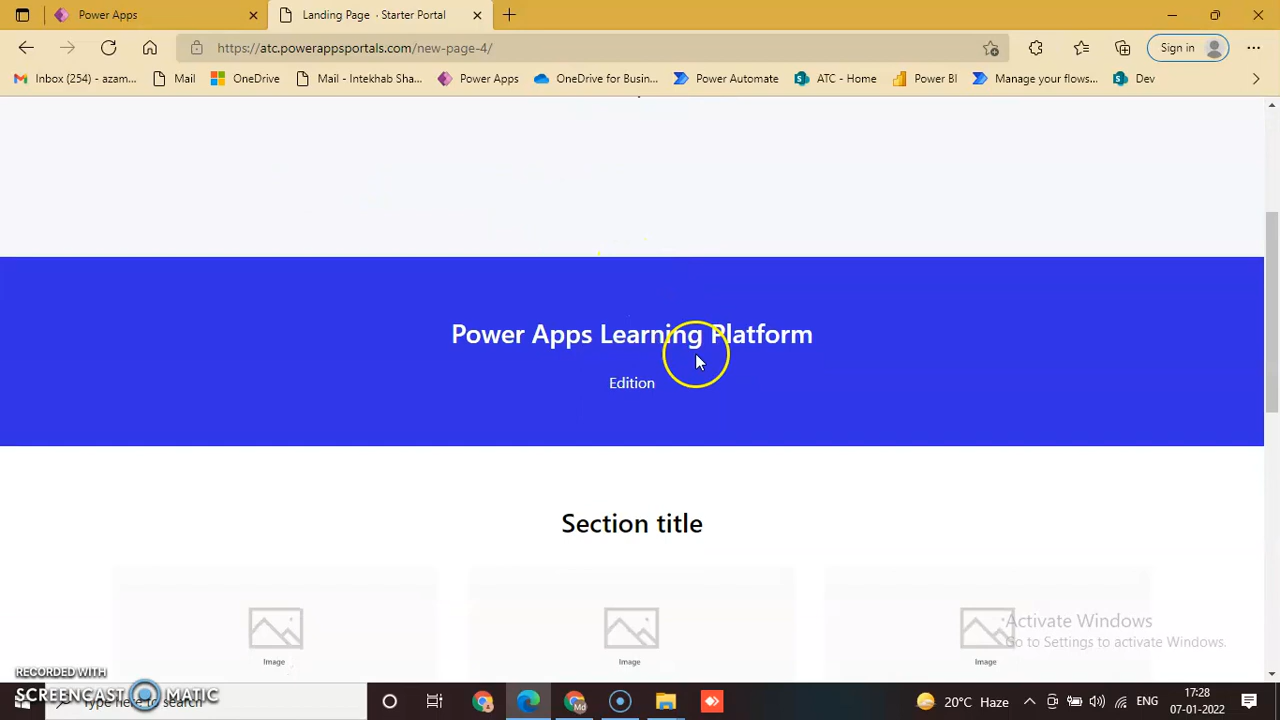 Power Apps
Landing Page · Starter Portal
https://atc.powerappsportals.com/new-page-4/
Sign in
Inbox (254) - azam...
Mail
OneDrive
Mail - Intekhab Sha...
Power Apps
OneDrive for Busin...
Power Automate
ATC - Home
Power BI
Manage your flows...
Dev
Power Apps Learning Platform
Edition
Section title
Image
Image
Image
Activate Windows
Go to Settings to activate Windows.
RECORDED WITH
SCREENCAST MATIC
Type here to search
20°C Haze
ENG
17:28
07-01-2022